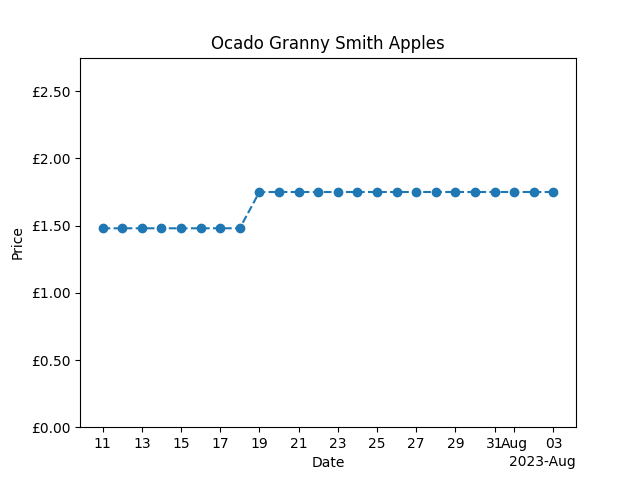 Ocado Granny Smith Apples
£2.50
£2.00
£1.50
£1.00
£0.50
£0.00
Price
11 13 15 17 19 21 23 25 27 29 31 Aug 03
Date
2023-Aug